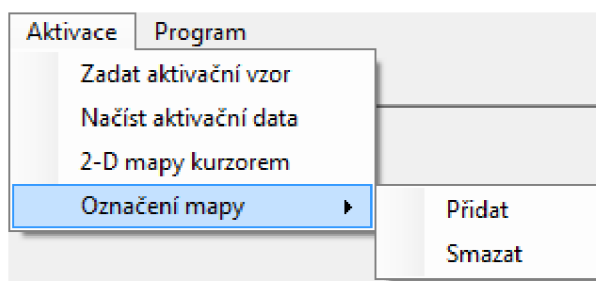 Aktivace Program
Zadat aktivační vzor
Načíst aktivační data
2-D mapy kurzorem
Označení mapy
Přidat
Smazat